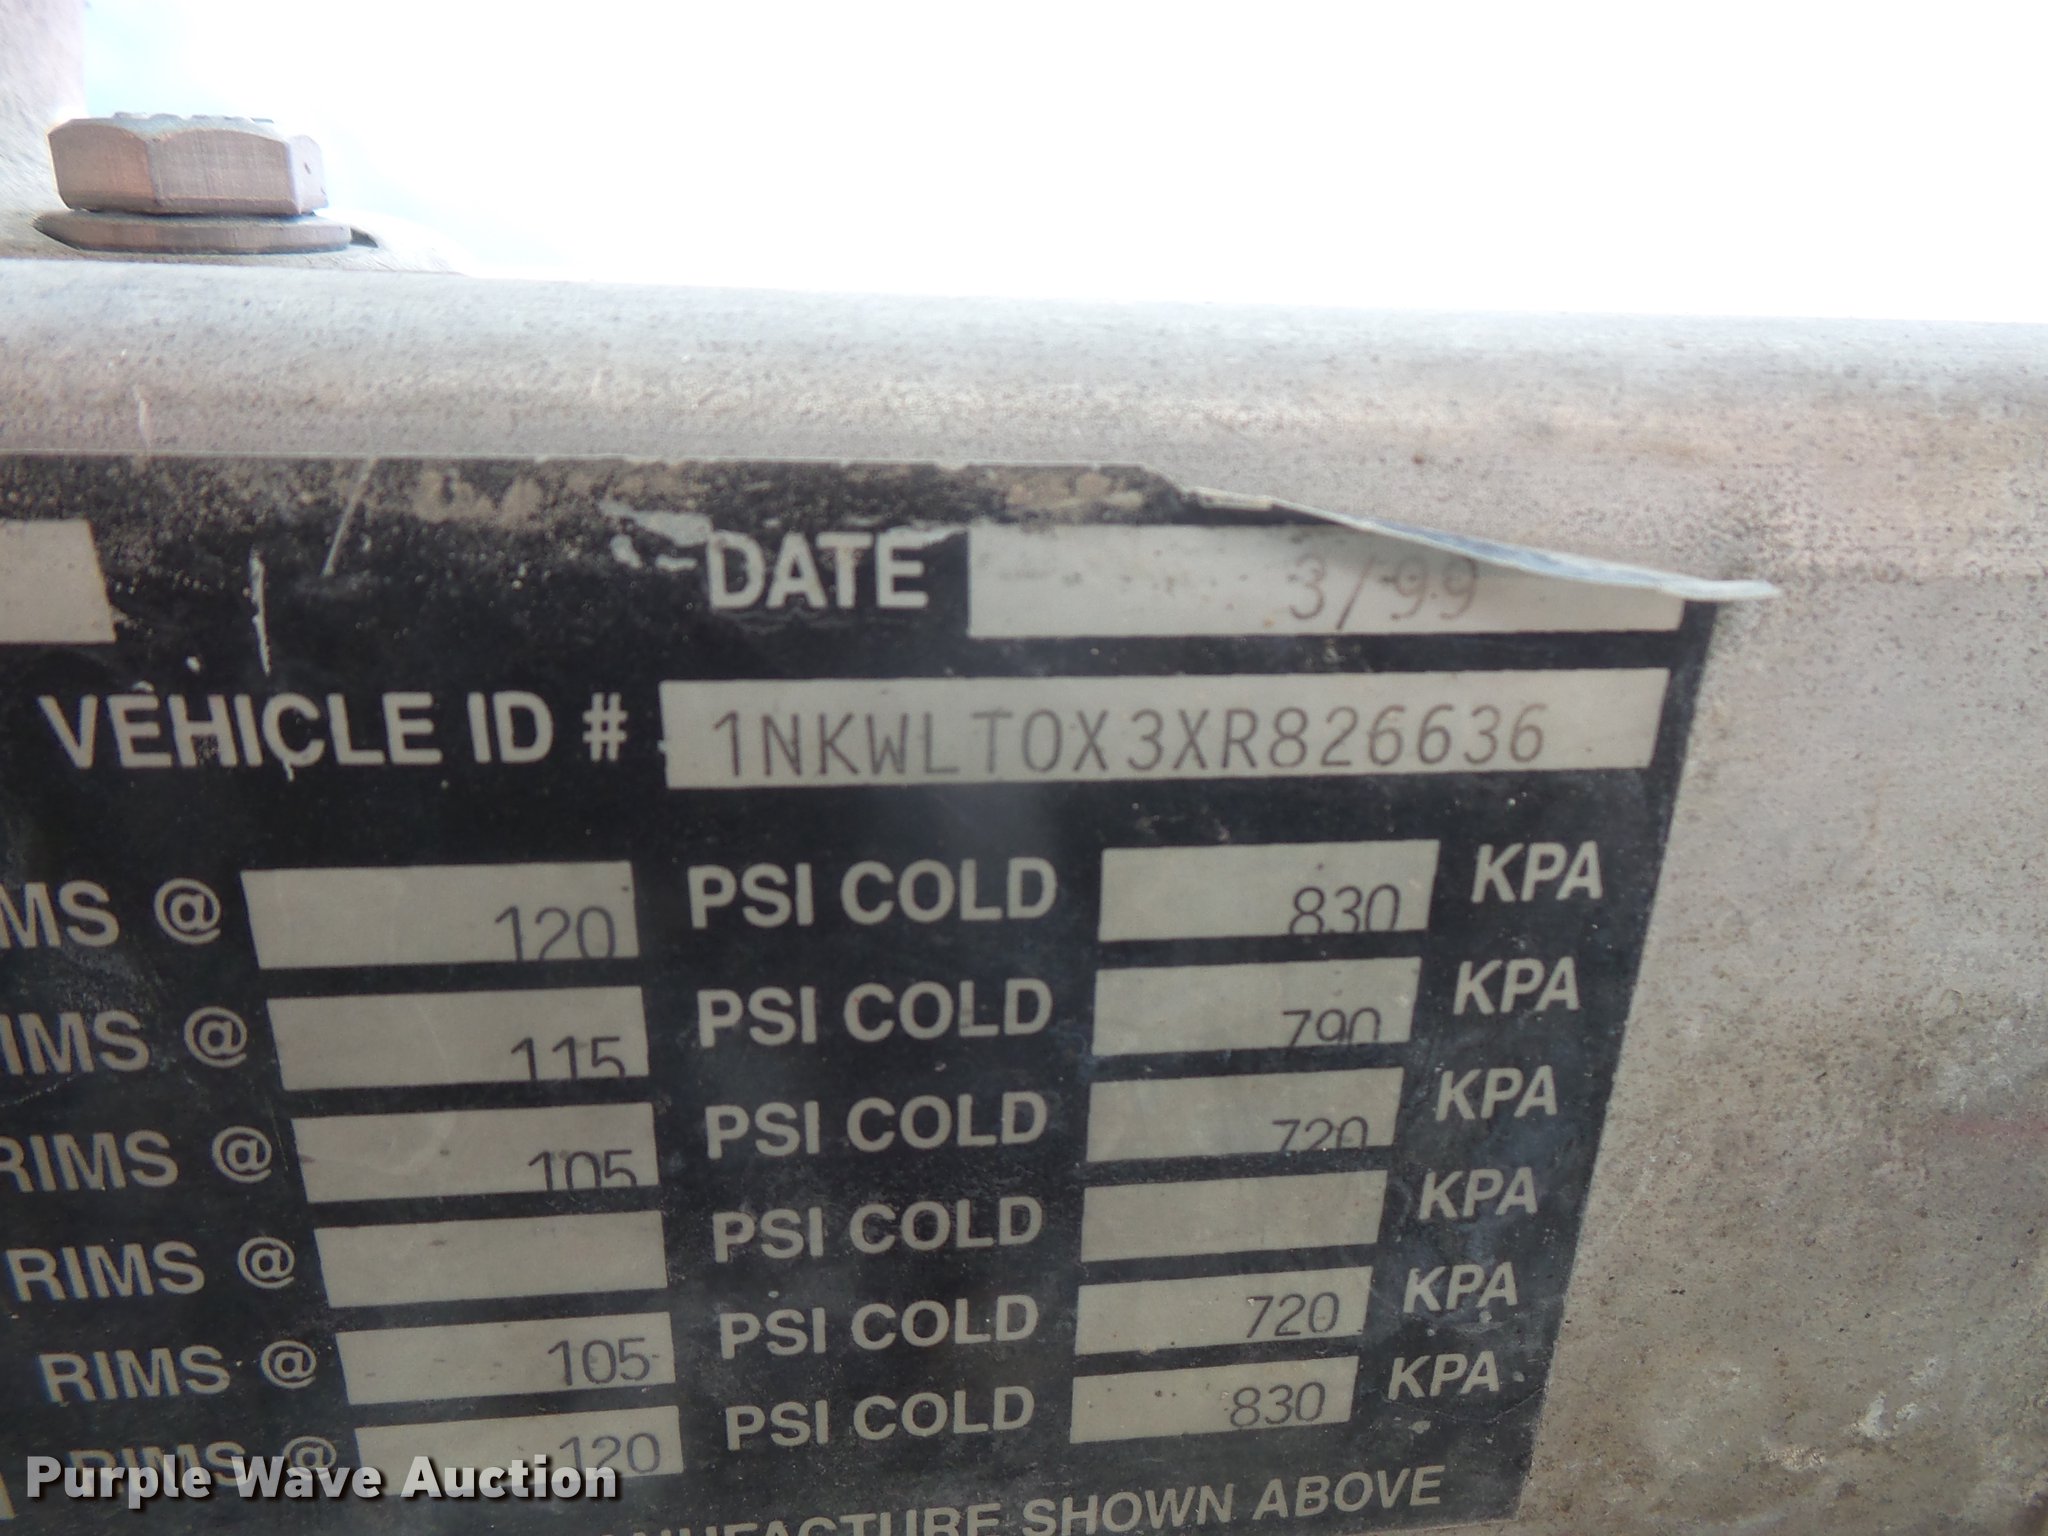 DATE 3/99
VEHICLE ID # 1NKWLT0X3XR826636
MS @ 120 PSI COLD 830 KPA
IMS @ 115 PSI COLD 790 KPA
RIMS @ 105 PSI COLD 720 KPA
RIMS @ PSI COLD KPA
RIMS @ 105 PSI COLD 720 KPA
RIMS @ 120 PSI COLD 830 KPA
NUFACTURE SHOWN ABOVE
Purple Wave Auction